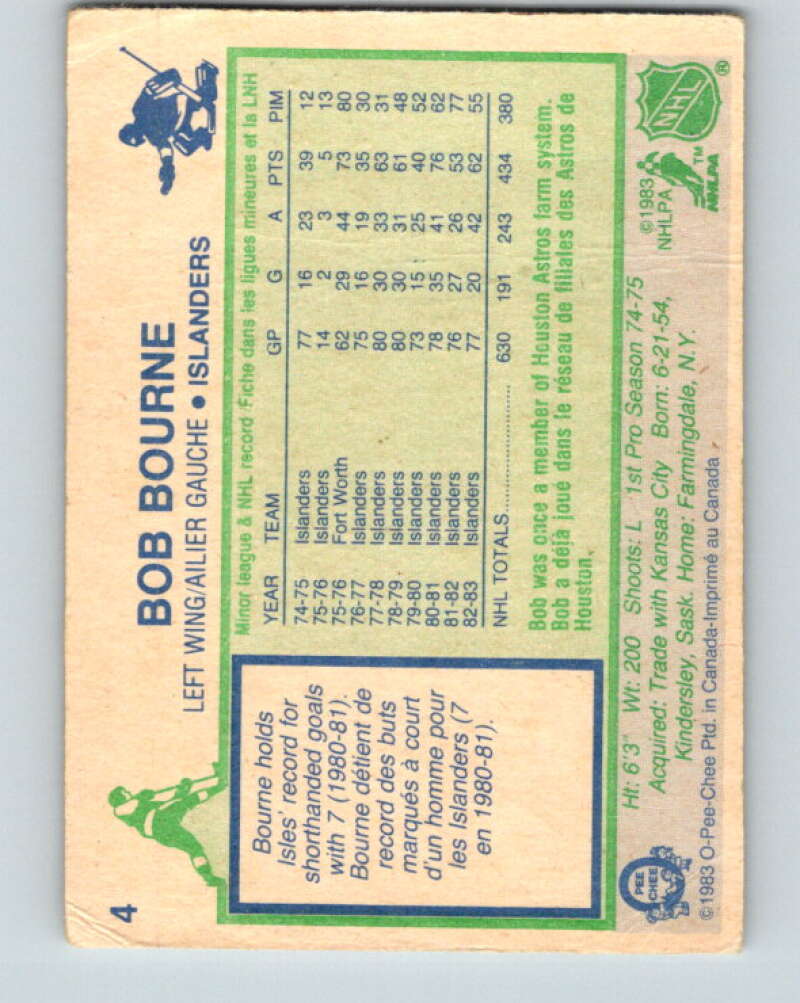 4
BOB BOURNE
LEFT WING/AILIER GAUCHE • ISLANDERS
Bourne holds
Isles' record for
shorthanded goals
with 7 (1980-81).
Bourne détient de
record des buts
marqués à court
d'un homme pour
les Islanders (7
en 1980-81).
Minor league & NHL record Fiche dans les ligues mineures et la LNH
YEAR TEAM GP G A PTS PIM
74-75 Islanders 77 16 23 39 12
75-76 Islanders 14 2 3 5 13
75-76 Fort Worth 62 29 44 73 80
76-77 Islanders 75 16 19 35 30
77-78 Islanders 80 30 33 63 31
78-79 Islanders 80 30 31 61 48
79-80 Islanders 73 15 25 40 52
80-81 Islanders 78 35 41 76 62
81-82 Islanders 76 27 26 53 77
82-83 Islanders 77 20 42 62 55
NHL TOTALS.................... 630 191 243 434 380
Bob was once a member of Houston Astros farm system.
Bob a déjà joué dans le réseau de filiales des Astros de
Houston.
Ht: 6'3" Wt: 200 Shoots: L 1st Pro Season 74-75
Acquired: Trade with Kansas City Born: 6-21-54,
Kindersley, Sask. Home: Farmingdale, N.Y.
©1983 O-Pee-Chee Ptd. in Canada-Imprimé au Canada
PEE
CHEE
©1983
NHLPA
NHLPA
TM
NHL
®